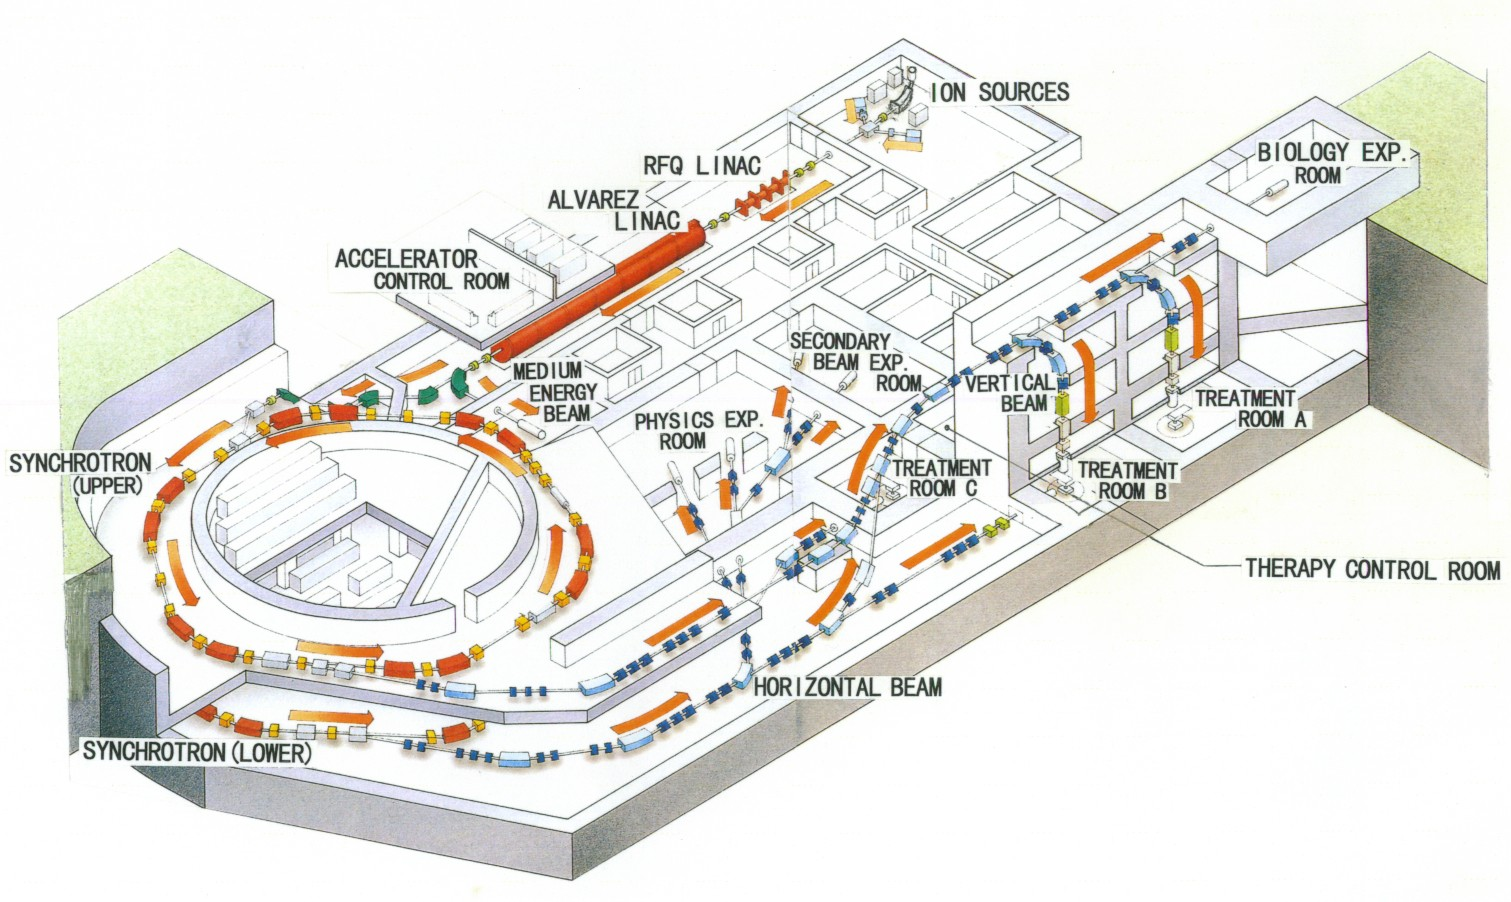 ION SOURCES
BIOLOGY EXP.
ROOM
RFQ LINAC
ALVAREZ
LINAC
ACCELERATOR
CONTROL ROOM
SECONDARY
BEAM EXP.
ROOM
MEDIUM
ENERGY
BEAM
VERTICAL
BEAM
TREATMENT
ROOM A
PHYSICS EXP.
ROOM
SYNCHROTRON
(UPPER)
TREATMENT
ROOM C
TREATMENT
ROOM B
THERAPY CONTROL ROOM
HORIZONTAL BEAM
SYNCHROTRON(LOWER)